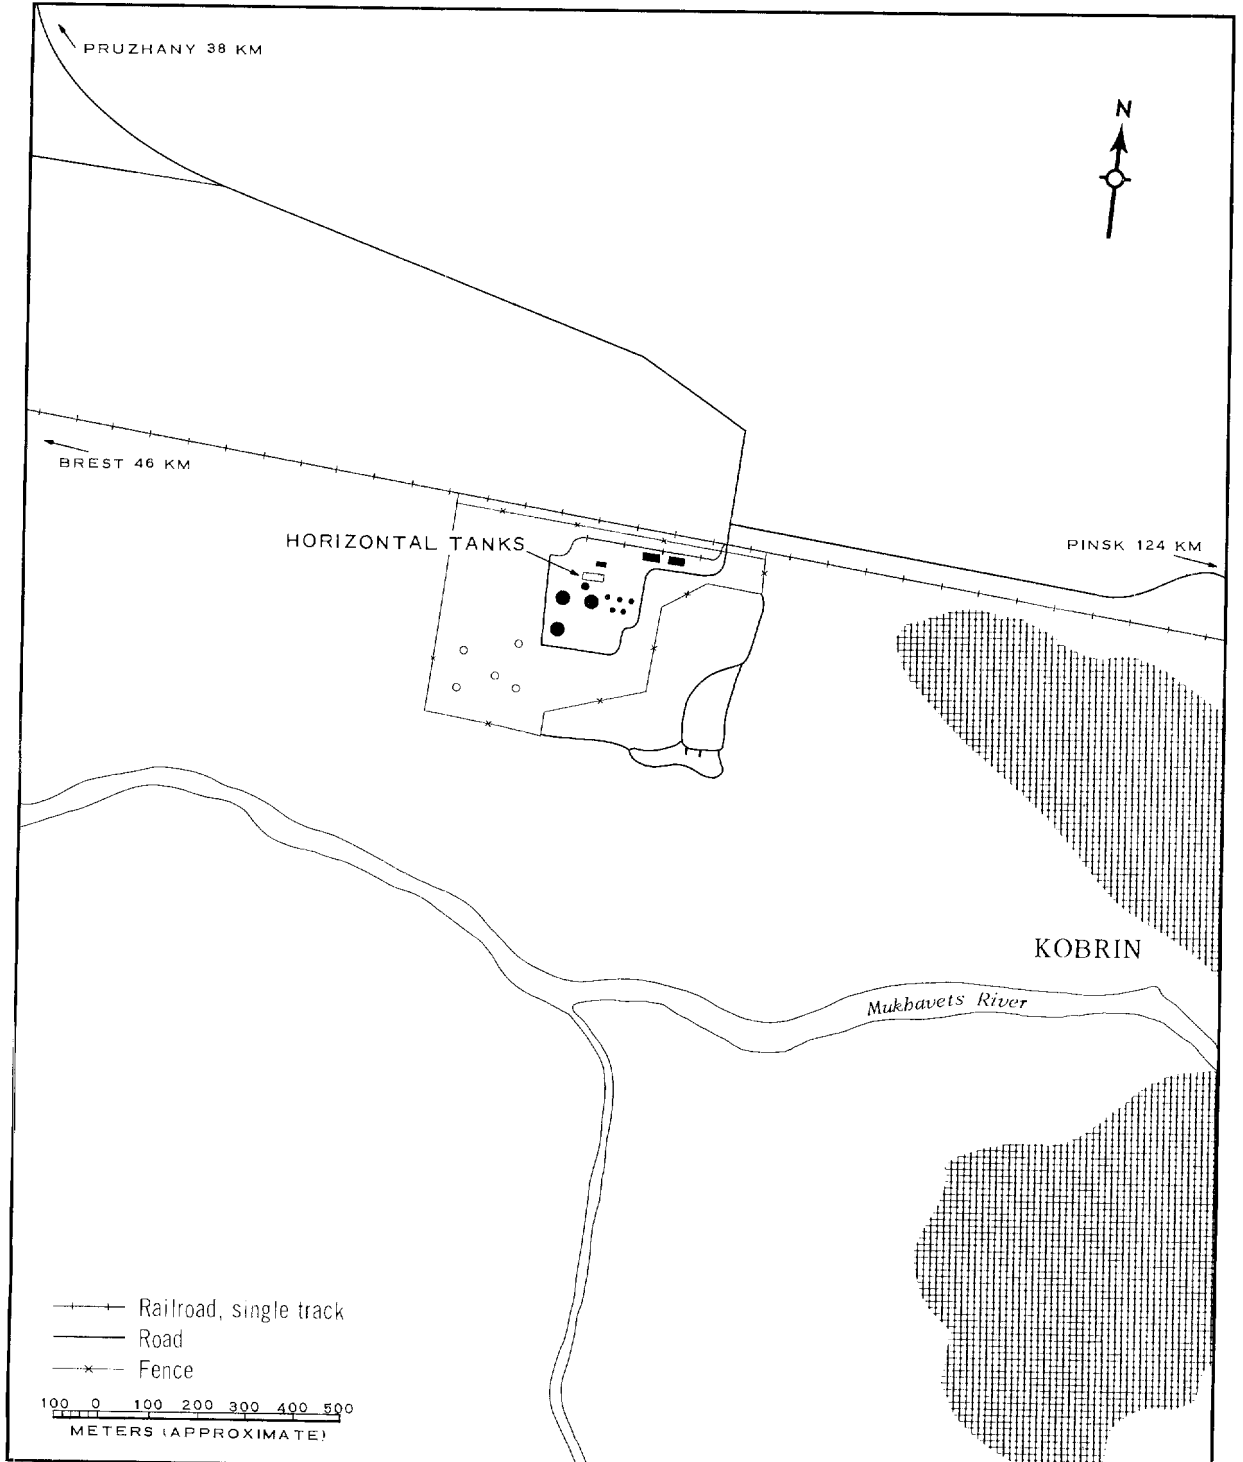 PRUZHANY 38 KM
N
BREST 46 KM
HORIZONTAL TANKS
PINSK 124 KM
KOBRIN
Mukhavets River
Railroad, single track
Road
Fence
100 0 100 200 300 400 500
METERS (APPROXIMATE)